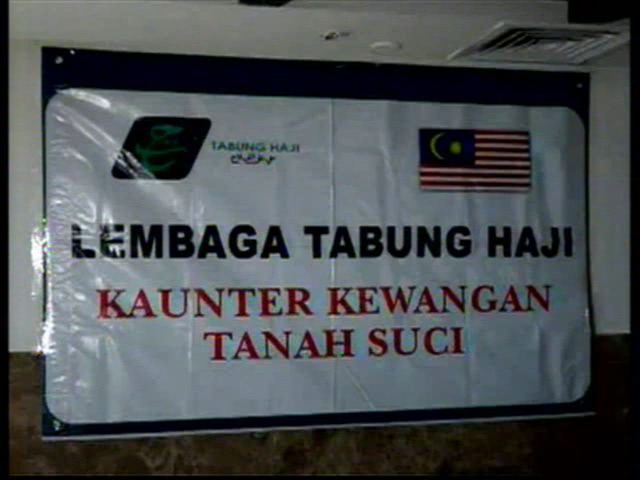 TABUNG HAJI
LEMBAGA TABUNG HAJI
KAUNTER KEWANGAN
TANAH SUCI